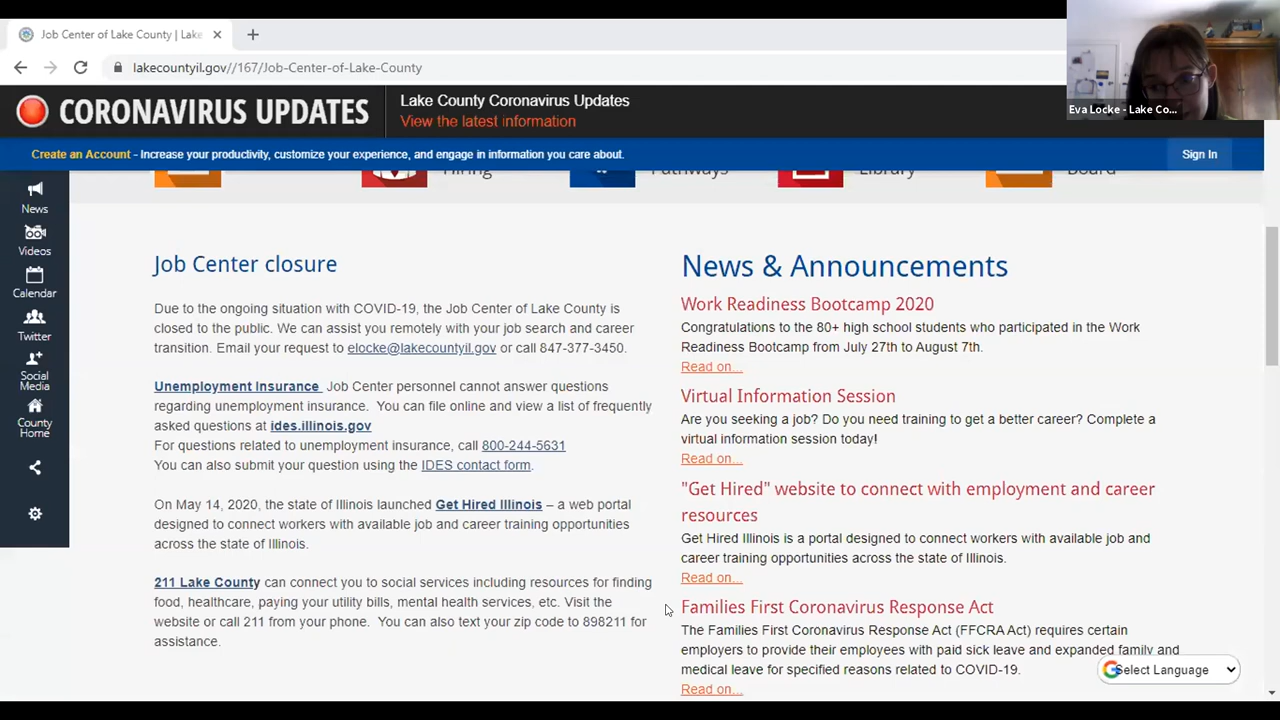 Job Center of Lake County | Lake
lakecountyil.gov//167/Job-Center-of-Lake-County
Eva Locke - Lake Co...
CORONAVIRUS UPDATES
Lake County Coronavirus Updates
View the latest information
Create an Account - Increase your productivity, customize your experience, and engage in information you care about.
Sign In
Hiring
Pathways
Library
Board
News
Videos
Calendar
Twitter
Social
Media
County
Home
Job Center closure
Due to the ongoing situation with COVID-19, the Job Center of Lake County is
closed to the public. We can assist you remotely with your job search and career
transition. Email your request to elocke@lakecountyil.gov or call 847-377-3450.
Unemployment Insurance  Job Center personnel cannot answer questions
regarding unemployment insurance.  You can file online and view a list of frequently
asked questions at ides.illinois.gov
For questions related to unemployment insurance, call 800-244-5631
You can also submit your question using the IDES contact form.
On May 14, 2020, the state of Illinois launched Get Hired Illinois – a web portal
designed to connect workers with available job and career training opportunities
across the state of Illinois.
211 Lake County can connect you to social services including resources for finding
food, healthcare, paying your utility bills, mental health services, etc. Visit the
website or call 211 from your phone.  You can also text your zip code to 898211 for
assistance.
News & Announcements
Work Readiness Bootcamp 2020
Congratulations to the 80+ high school students who participated in the Work
Readiness Bootcamp from July 27th to August 7th.
Read on...
Virtual Information Session
Are you seeking a job? Do you need training to get a better career? Complete a
virtual information session today!
Read on...
"Get Hired" website to connect with employment and career
resources
Get Hired Illinois is a portal designed to connect workers with available job and
career training opportunities across the state of Illinois.
Read on...
Families First Coronavirus Response Act
The Families First Coronavirus Response Act (FFCRA Act) requires certain
employers to provide their employees with paid sick leave and expanded family and
medical leave for specified reasons related to COVID-19.
Read on...
Select Language